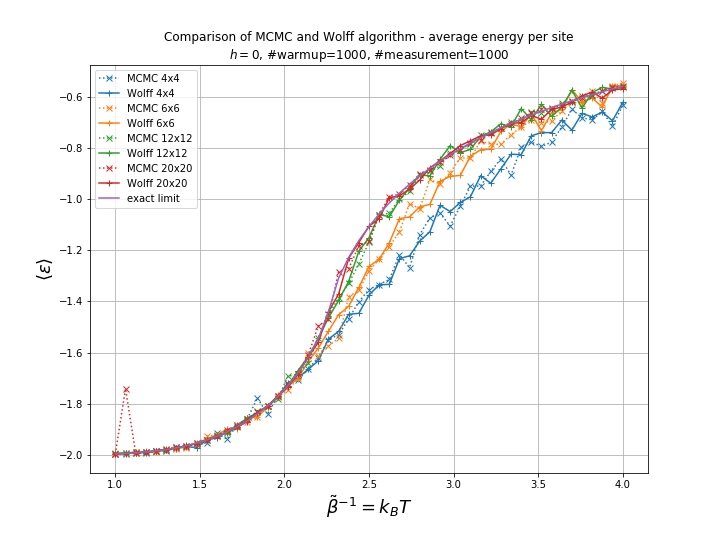 Comparison of MCMC and Wolff algorithm - average energy per site
h = 0, #warmup=1000, #measurement=1000
MCMC 4x4
Wolff 4x4
MCMC 6x6
Wolff 6x6
MCMC 12x12
Wolff 12x12
MCMC 20x20
Wolff 20x20
exact limit
⟨ε⟩
−0.6
−0.8
−1.0
−1.2
−1.4
−1.6
−1.8
−2.0
1.0 1.5 2.0 2.5 3.0 3.5 4.0
β̃⁻¹ = k_BT